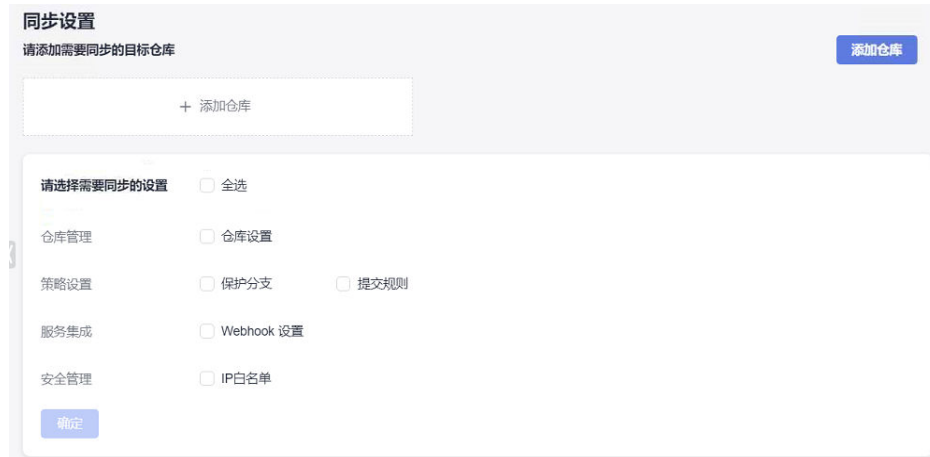 同步设置
请添加需要同步的目标仓库
添加仓库
+ 添加仓库
请选择需要同步的设置 全选
仓库管理 仓库设置
策略设置 保护分支 提交规则
服务集成 Webhook 设置
安全管理 IP白名单
确定